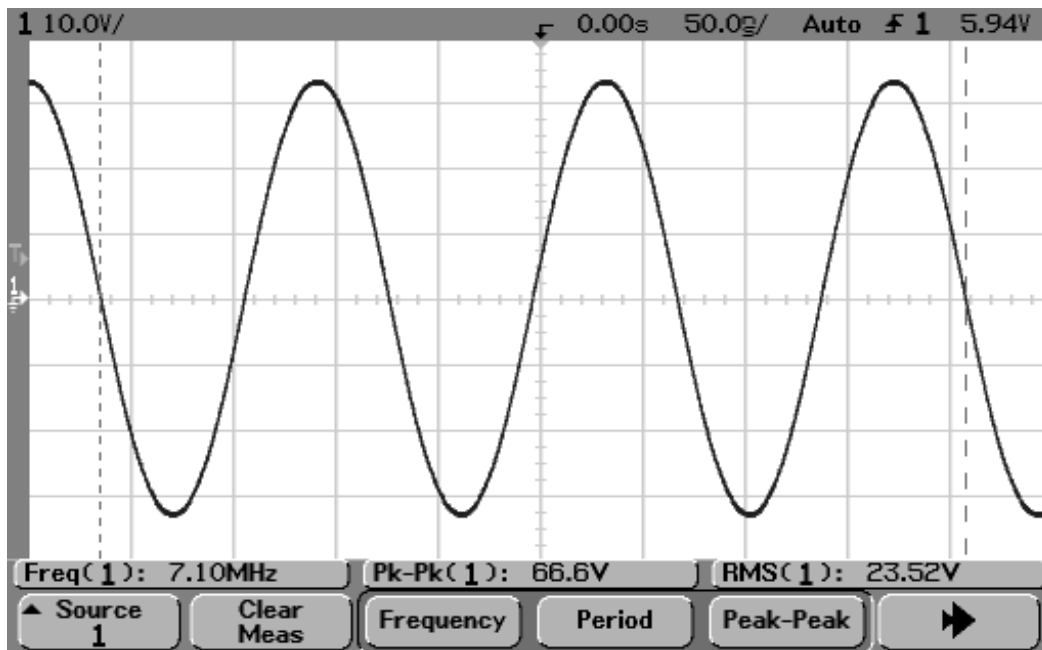 1 10.0V/ 0.00s 50.0ns/ Auto 1 5.94V
T
1
Freq(1): 7.10MHz Pk-Pk(1): 66.6V RMS(1): 23.52V
Source 1 Clear Meas Frequency Period Peak-Peak